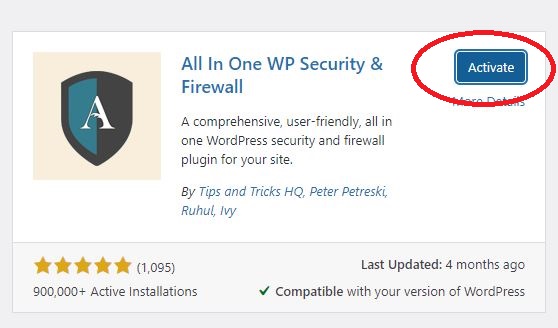 All In One WP Security &
Firewall
Activate
More Details
A comprehensive, user-friendly, all in
one WordPress security and firewall
plugin for your site.
By Tips and Tricks HQ, Peter Petreski,
Ruhul, Ivy
A
(1,095)
Last Updated: 4 months ago
900,000+ Active Installations
Compatible with your version of WordPress